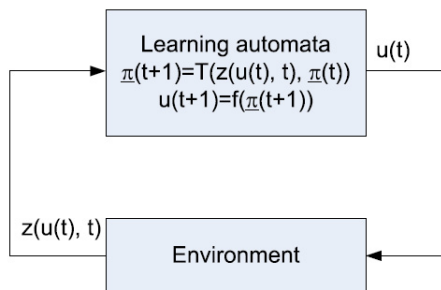 Learning automata
π(t+1)=T(z(u(t), t), π(t))
u(t+1)=f(π(t+1))
u(t)
z(u(t), t)
Environment